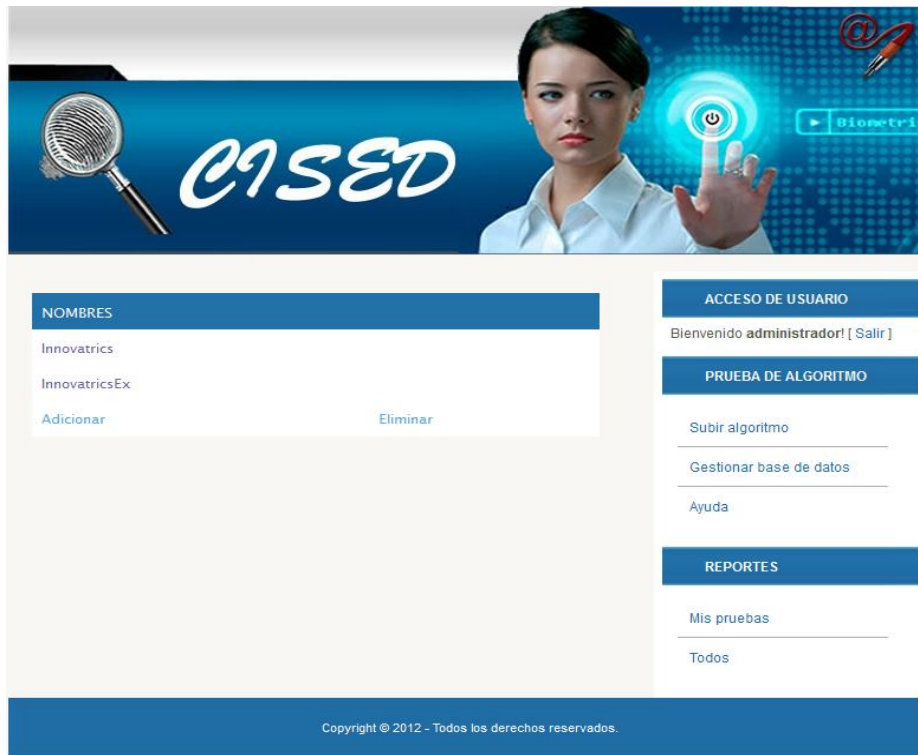 CISED
Biometri
NOMBRES
Innovatrics
InnovatricsEx
Adicionar Eliminar
ACCESO DE USUARIO
Bienvenido administrador! [ Salir ]
PRUEBA DE ALGORITMO
Subir algoritmo
Gestionar base de datos
Ayuda
REPORTES
Mis pruebas
Todos
Copyright © 2012 - Todos los derechos reservados.